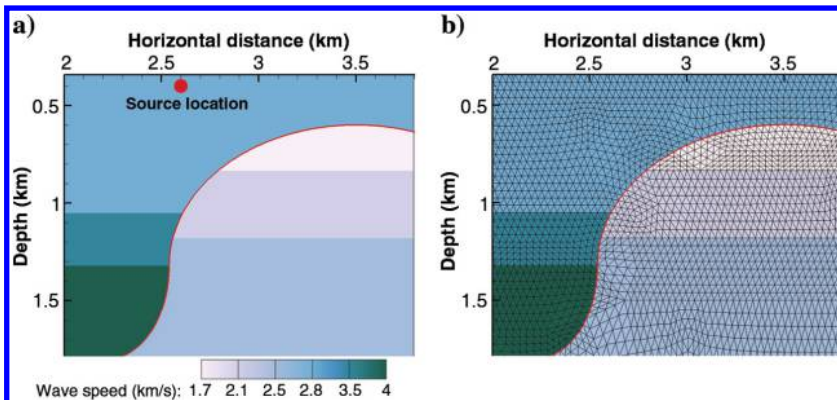 a)
Horizontal distance (km)
2 2.5 3 3.5
Source location
Depth (km)
0.5
1
1.5
Wave speed (km/s): 1.7 2.1 2.5 2.8 3.5 4
b)
Horizontal distance (km)
2 2.5 3 3.5
Depth (km)
0.5
1
1.5